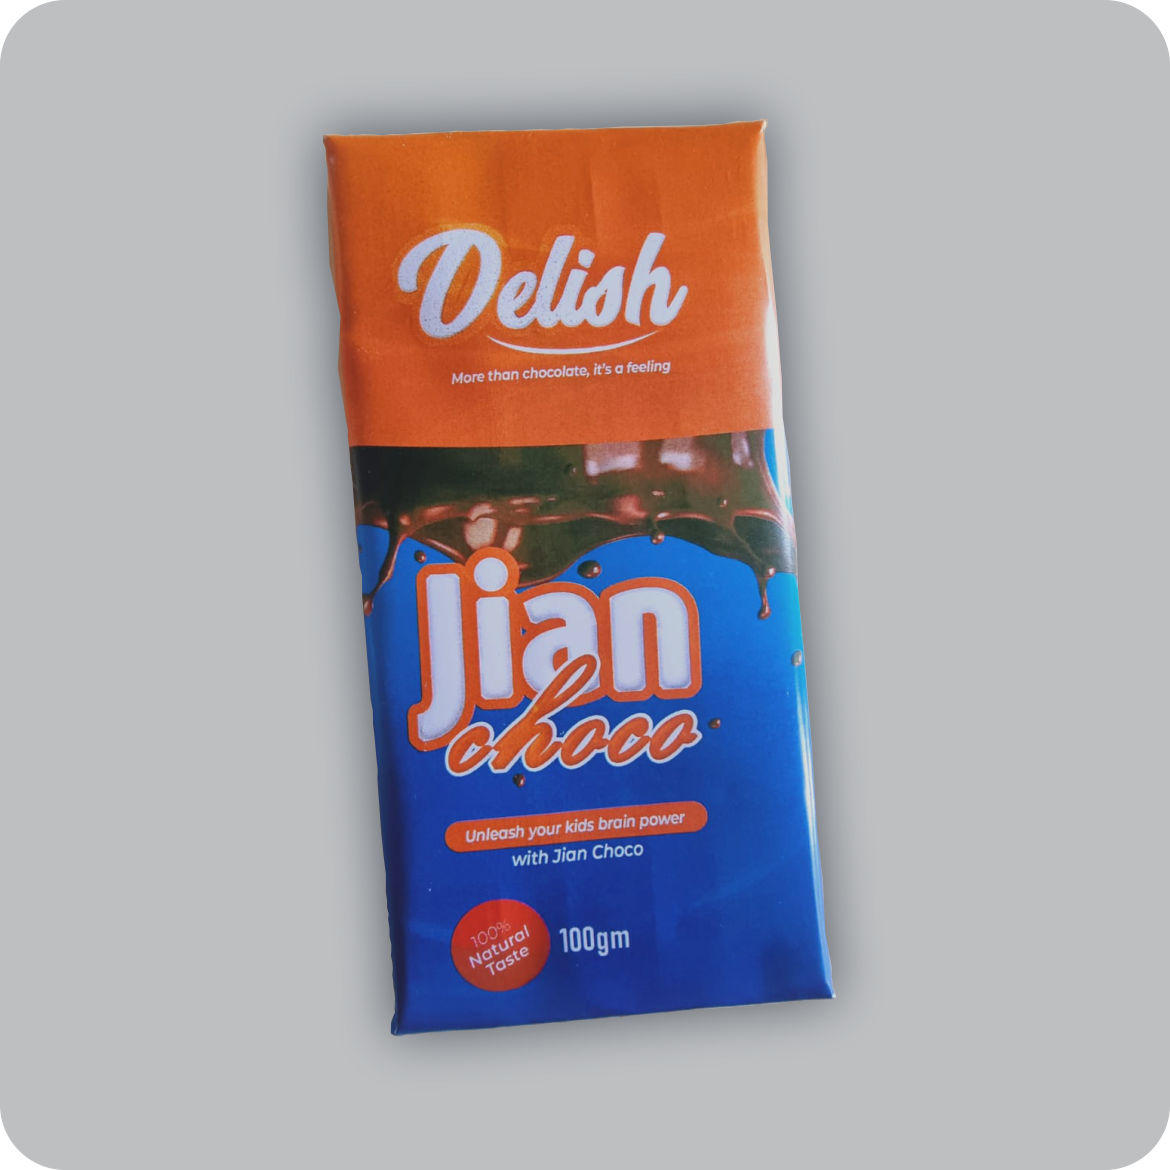 Delish
More than chocolate, it's a feeling
Jian
choco
Unleash your kids brain power
with Jian Choco
100%
Natural
Taste
100gm